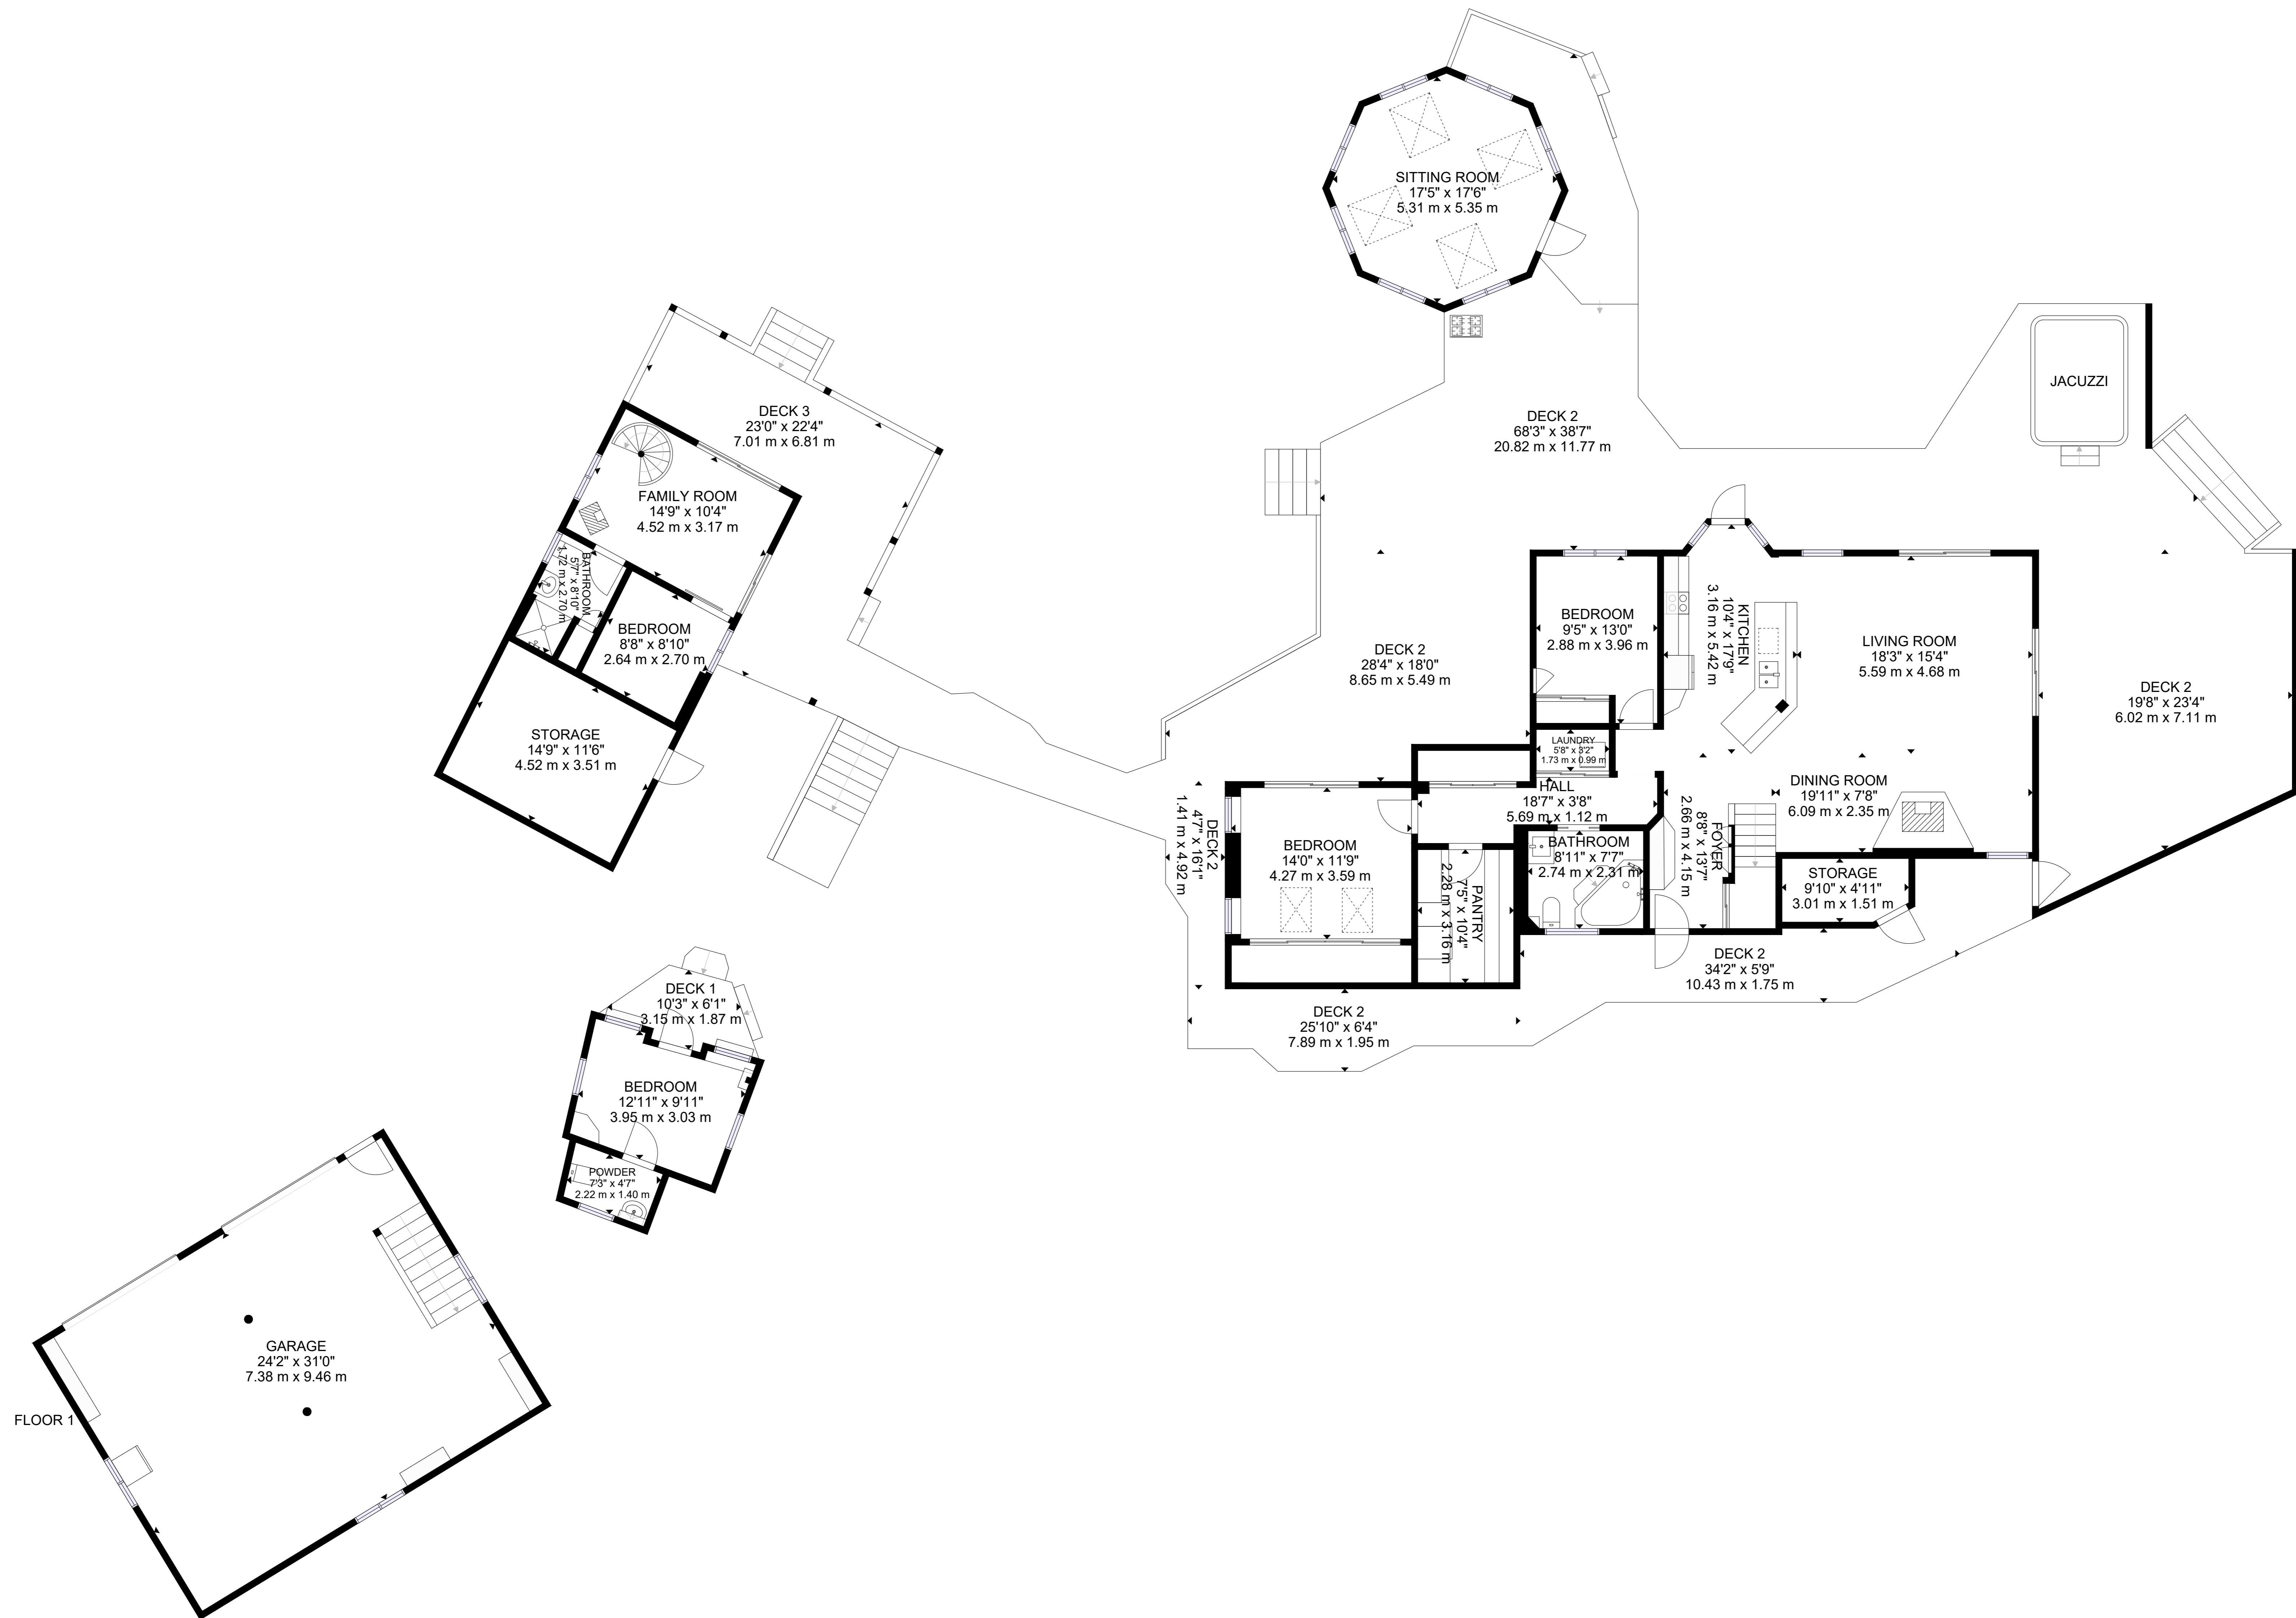 SITTING ROOM
17'5" x 17'6"
5.31 m x 5.35 m
JACUZZI
DECK 3
23'0" x 22'4"
7.01 m x 6.81 m
DECK 2
68'3" x 38'7"
20.82 m x 11.77 m
FAMILY ROOM
14'9" x 10'4"
4.52 m x 3.17 m
BATHROOM
5'7" x 8'10"
1.72 m x 2.70 m
BEDROOM
8'8" x 8'10"
2.64 m x 2.70 m
STORAGE
14'9" x 11'6"
4.52 m x 3.51 m
DECK 2
28'4" x 18'0"
8.65 m x 5.49 m
BEDROOM
9'5" x 13'0"
2.88 m x 3.96 m
KITCHEN
10'4" x 17'9"
3.16 m x 5.42 m
LIVING ROOM
18'3" x 15'4"
5.59 m x 4.68 m
DECK 2
19'8" x 23'4"
6.02 m x 7.11 m
LAUNDRY
5'8" x 3'2"
1.73 m x 0.99 m
HALL
18'7" x 3'8"
5.69 m x 1.12 m
DINING ROOM
19'11" x 7'8"
6.09 m x 2.35 m
DECK 2
4'7" x 16'1"
1.41 m x 4.92 m
BEDROOM
14'0" x 11'9"
4.27 m x 3.59 m
BATHROOM
8'11" x 7'7"
2.74 m x 2.31 m
FOYER
8'8" x 13'7"
2.66 m x 4.15 m
STORAGE
9'10" x 4'11"
3.01 m x 1.51 m
PANTRY
7'5" x 10'4"
2.28 m x 3.16 m
DECK 2
34'2" x 5'9"
10.43 m x 1.75 m
DECK 2
25'10" x 6'4"
7.89 m x 1.95 m
DECK 1
10'3" x 6'1"
3.15 m x 1.87 m
BEDROOM
12'11" x 9'11"
3.95 m x 3.03 m
POWDER
7'3" x 4'7"
2.22 m x 1.40 m
GARAGE
24'2" x 31'0"
7.38 m x 9.46 m
FLOOR 1